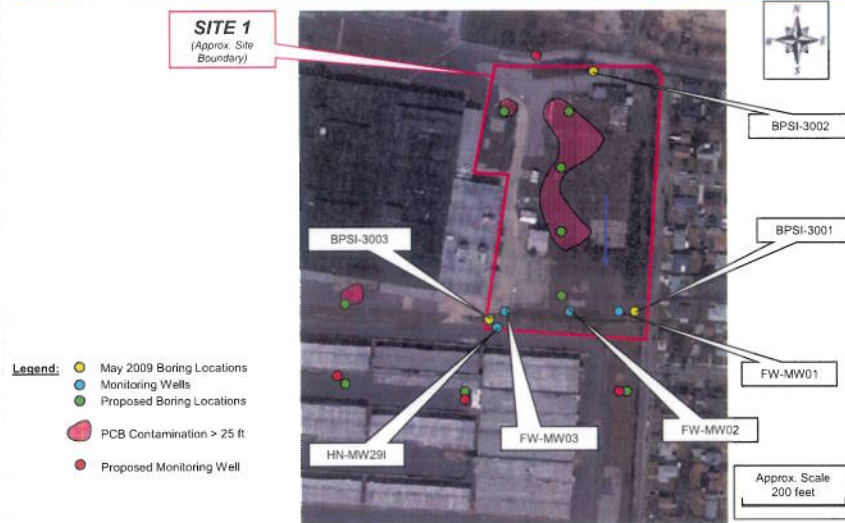 SITE 1
(Approx. Site
Boundary)
N
E
S
BPSI-3002
BPSI-3003
BPSI-3001
Legend:
May 2009 Boring Locations
Monitoring Wells
Proposed Boring Locations
PCB Contamination > 25 ft
Proposed Monitoring Well
FW-MW01
FW-MW02
FW-MW03
HN-MW29I
Approx. Scale
200 feet